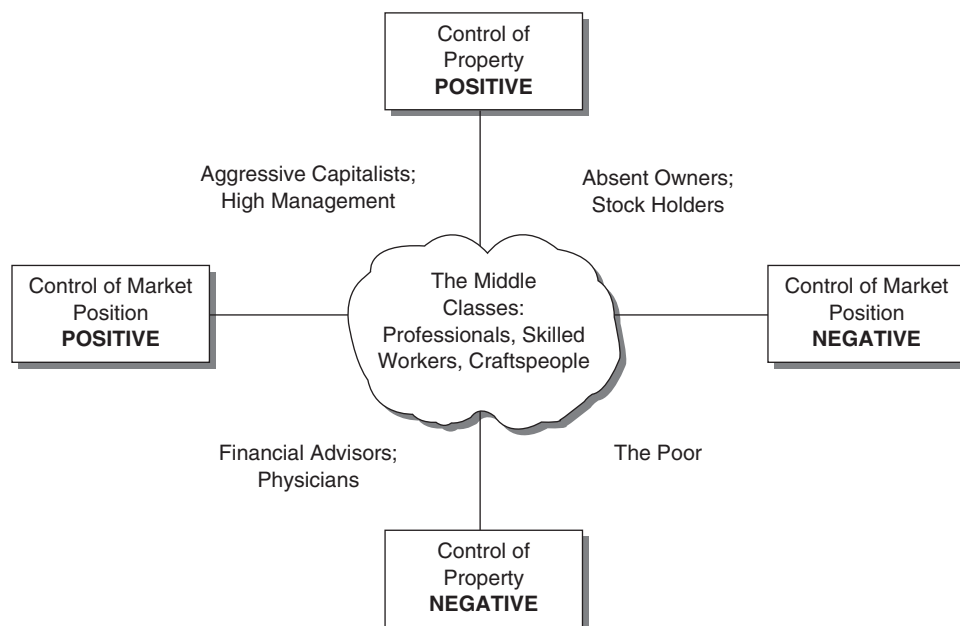 Control of
Property
POSITIVE
Aggressive Capitalists;
High Management
Absent Owners;
Stock Holders
Control of Market
Position
POSITIVE
The Middle
Classes:
Professionals, Skilled
Workers, Craftspeople
Control of Market
Position
NEGATIVE
Financial Advisors;
Physicians
The Poor
Control of
Property
NEGATIVE